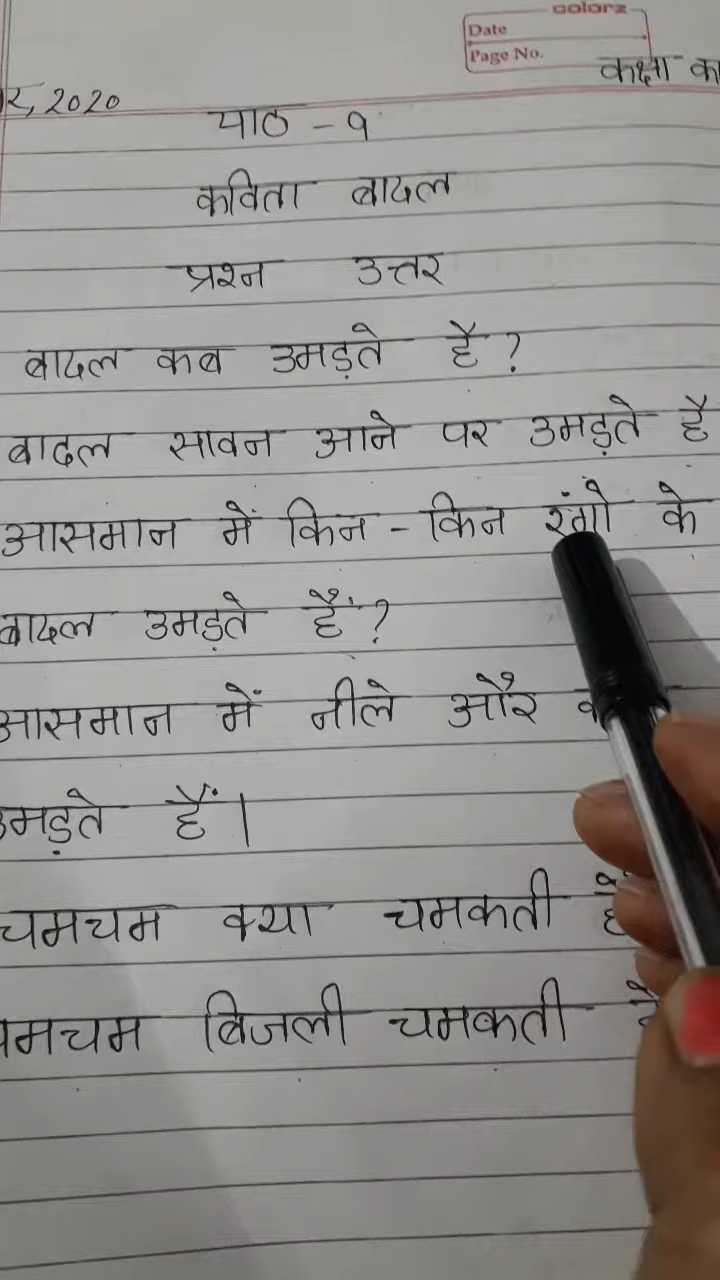 colorz
Date
Page No.
कक्षा
2020
पाठ - १
कविता बादल
प्रश्न उत्तर
बादल कब उमड़ते है ?
बादल सावन आने पर उमड़ते है
आसमान में किन - किन रंगो के
बादल उमड़ते हैं ?
आसमान में नीले और
उमड़ते हैं |
चमचम क्या चमकती
चमचम बिजली चमकती